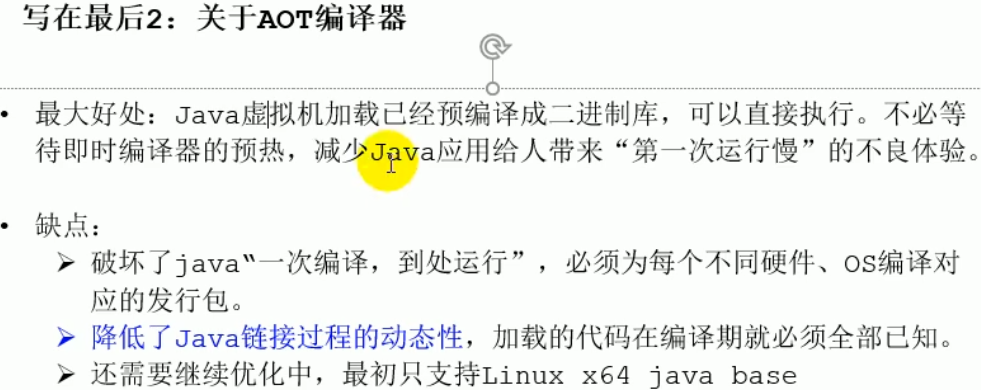 写在最后2：关于AOT编译器
• 最大好处：Java虚拟机加载已经预编译成二进制库，可以直接执行。不必等
待即时编译器的预热，减少Java应用给人带来“第一次运行慢”的不良体验。
• 缺点：
➢ 破坏了java“一次编译，到处运行”，必须为每个不同硬件、OS编译对
应的发行包。
➢ 降低了Java链接过程的动态性，加载的代码在编译期就必须全部已知。
➢ 还需要继续优化中，最初只支持Linux x64 java base